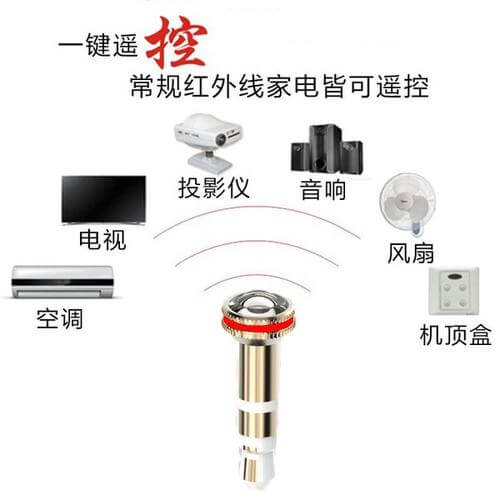 一键遥控
常规红外线家电皆可遥控
投影仪
音响
电视
风扇
空调
机顶盒